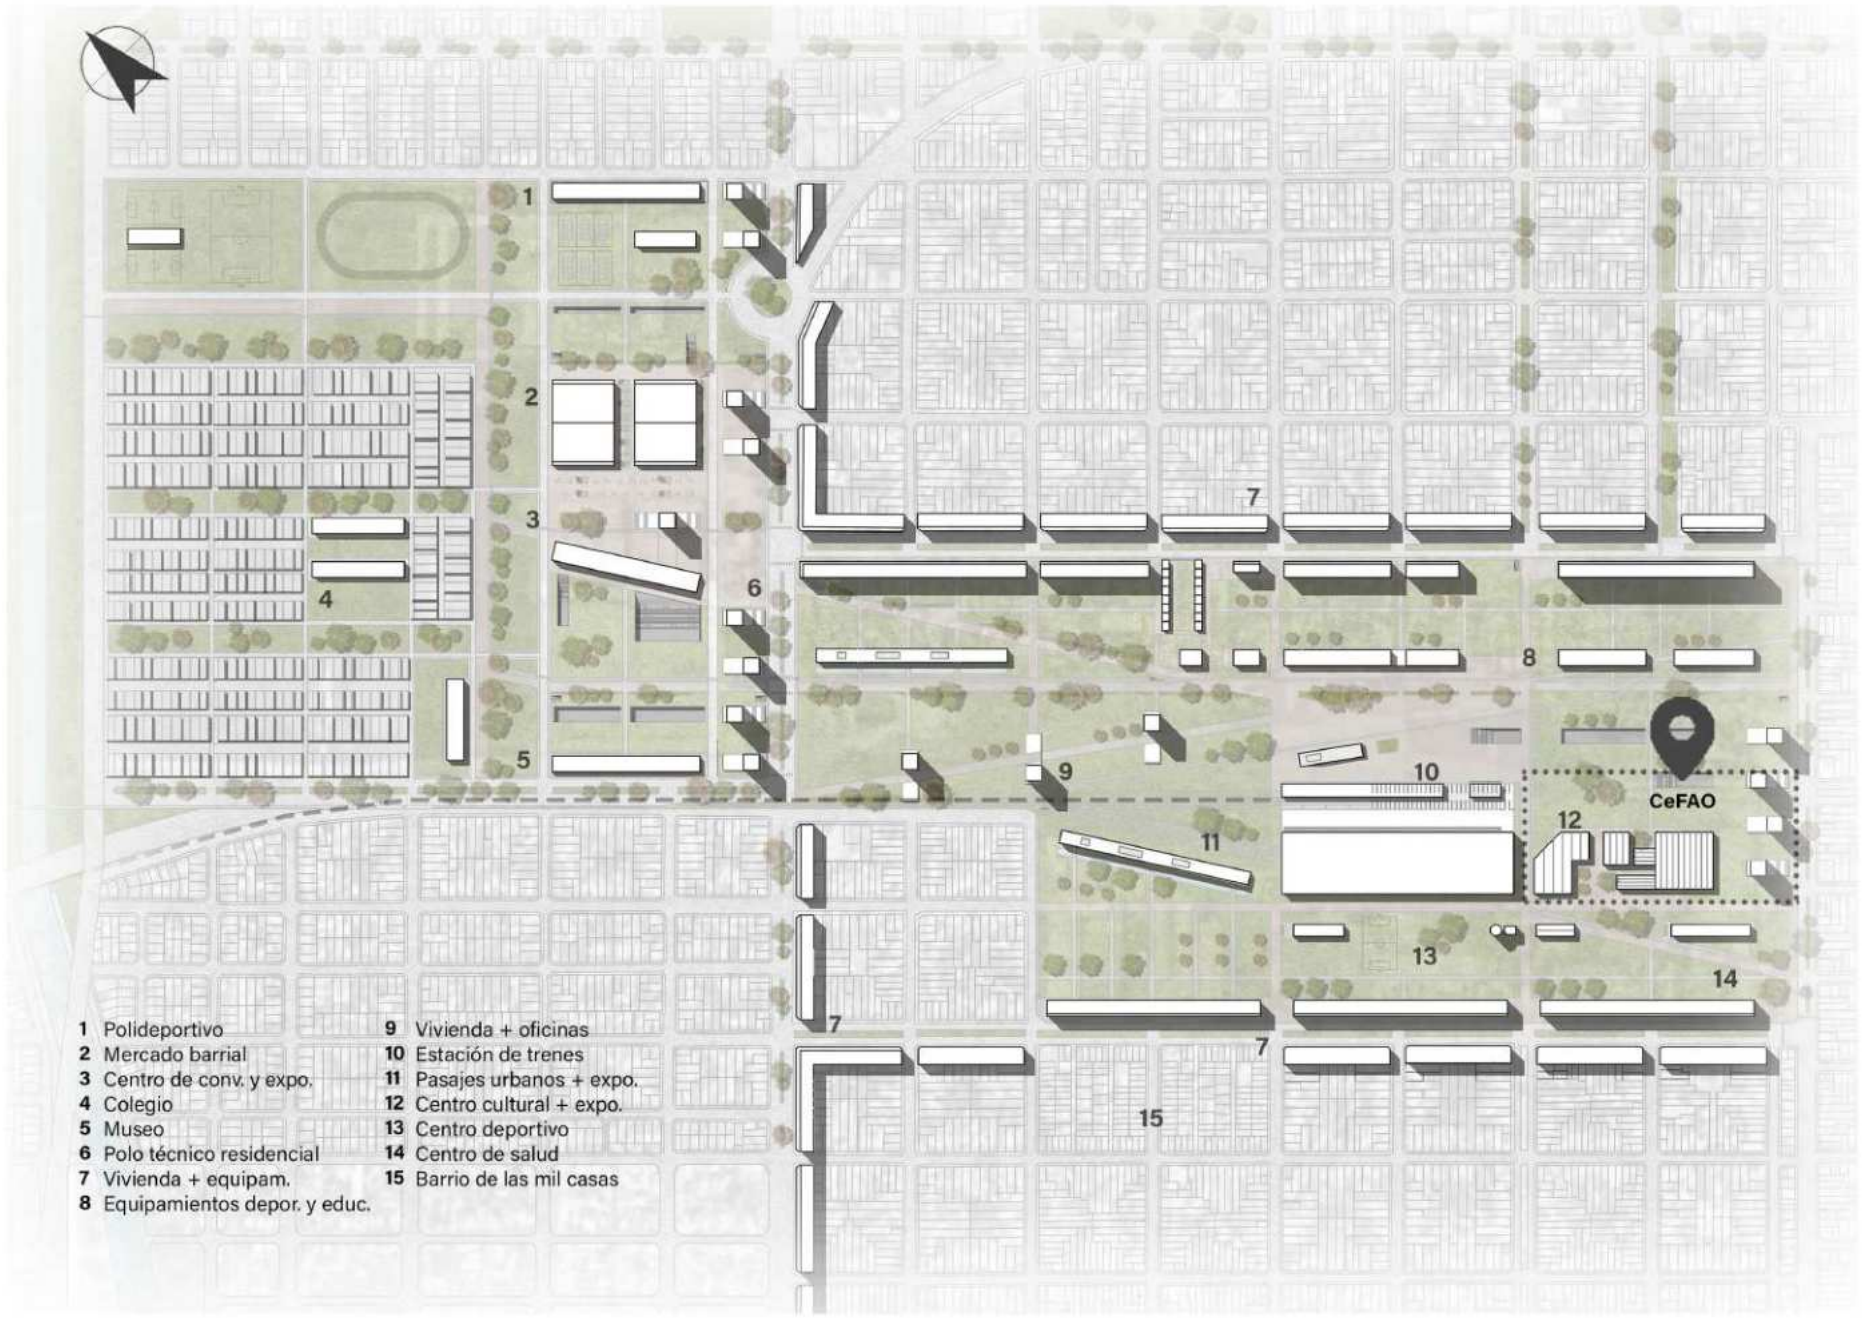 1
2
3
4
5
6
7
8
9
10
CeFAO
12
11
13
14
7
7
15
1 Polideportivo
2 Mercado barrial
3 Centro de conv. y expo.
4 Colegio
5 Museo
6 Polo técnico residencial
7 Vivienda + equipam.
8 Equipamientos depor. y educ.
9 Vivienda + oficinas
10 Estación de trenes
11 Pasajes urbanos + expo.
12 Centro cultural + expo.
13 Centro deportivo
14 Centro de salud
15 Barrio de las mil casas